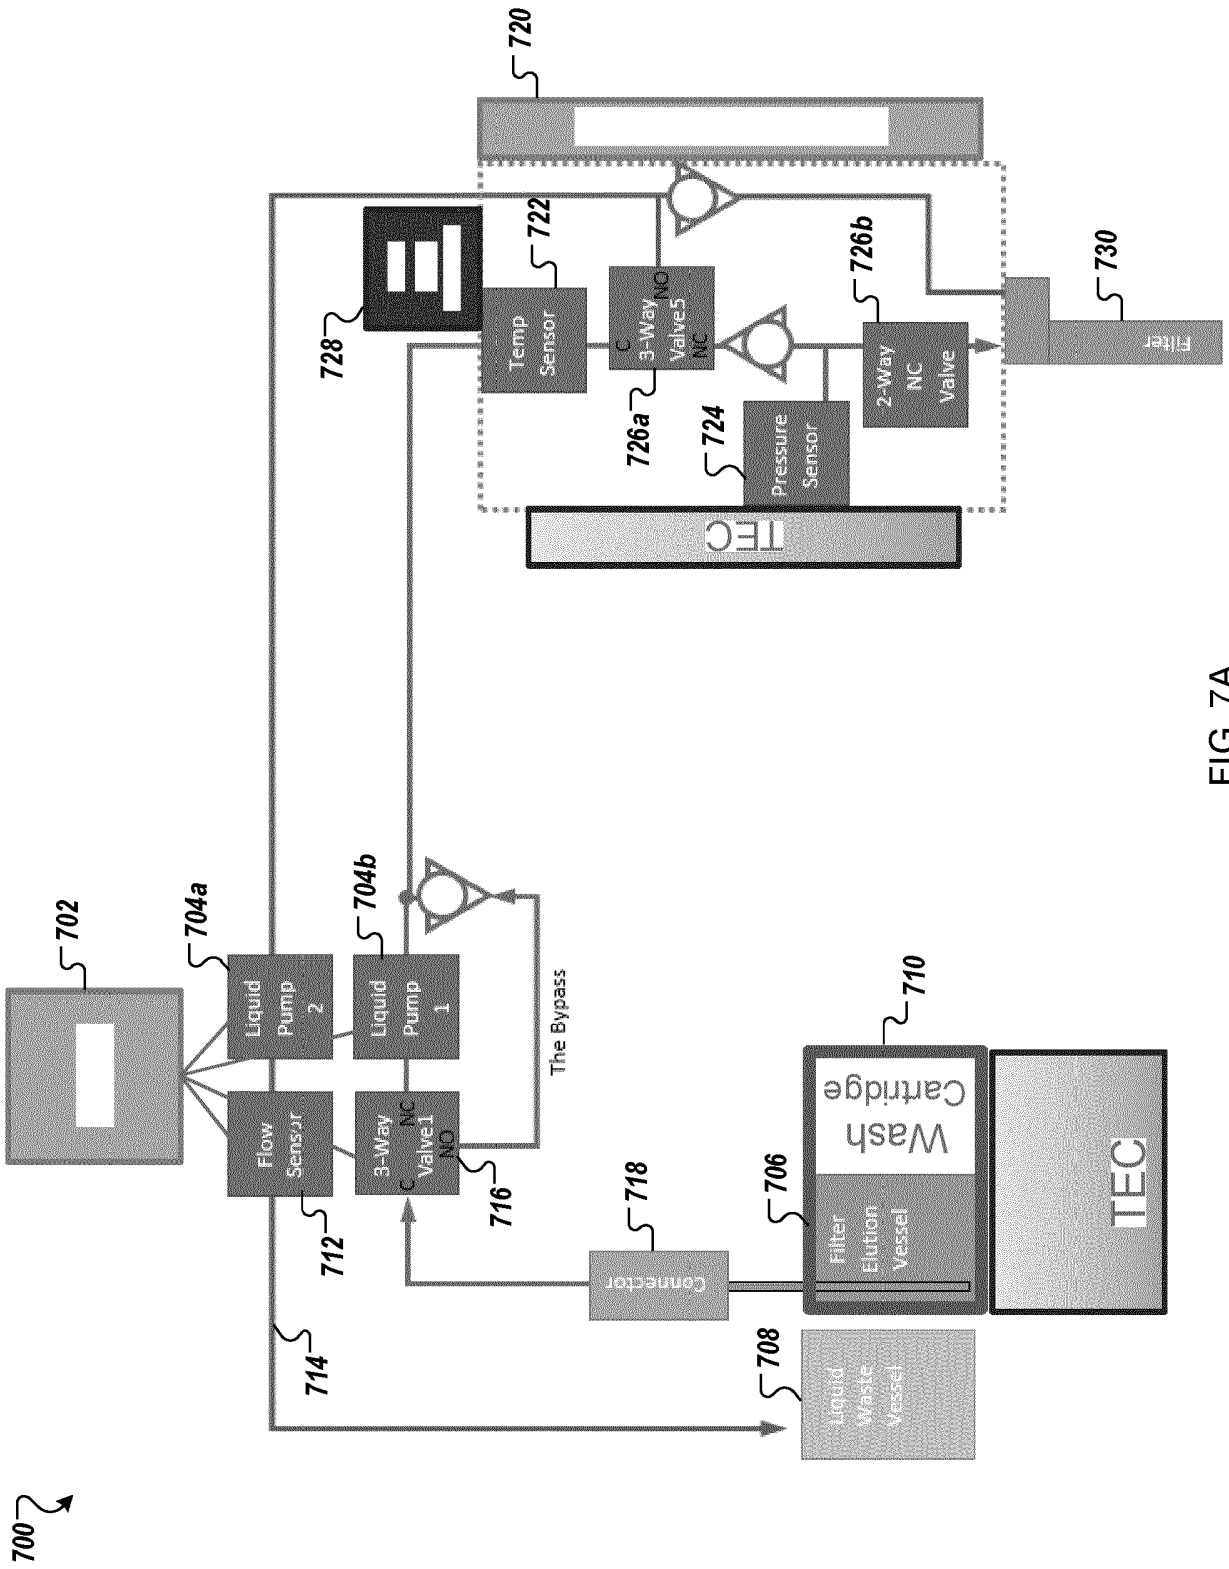 700
702
704a
704b
Liquid
Pump
2
Liquid
Pump
1
Flow
Sensor
712
714
3-Way
Valve1
C
NC
NO
716
The Bypass
718
Connector
706
Filter
Elution
Vessel
Wash
Cartridge
710
TEC
708
Liquid
Waste
Vessel
720
728
722
Temp
Sensor
C
3-Way
Valve5
NO
NC
726a
724
Pressure
Sensor
726b
2-Way
NC
Valve
TEC
730
Filter
FIG. 7A